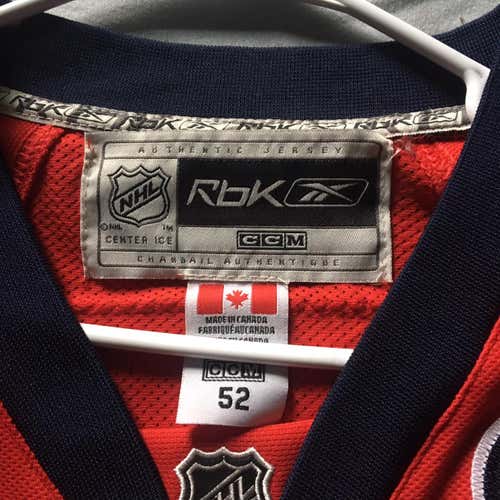 RbK RbK RbK
AUTHENTIC JERSEY
NHL RbK
©NHL TM
CENTER ICE CCM
CHANDAIL AUTHENTIQUE
MADE IN CANADA
FABRIQUÉ AU CANADA
CCM
52
NHL